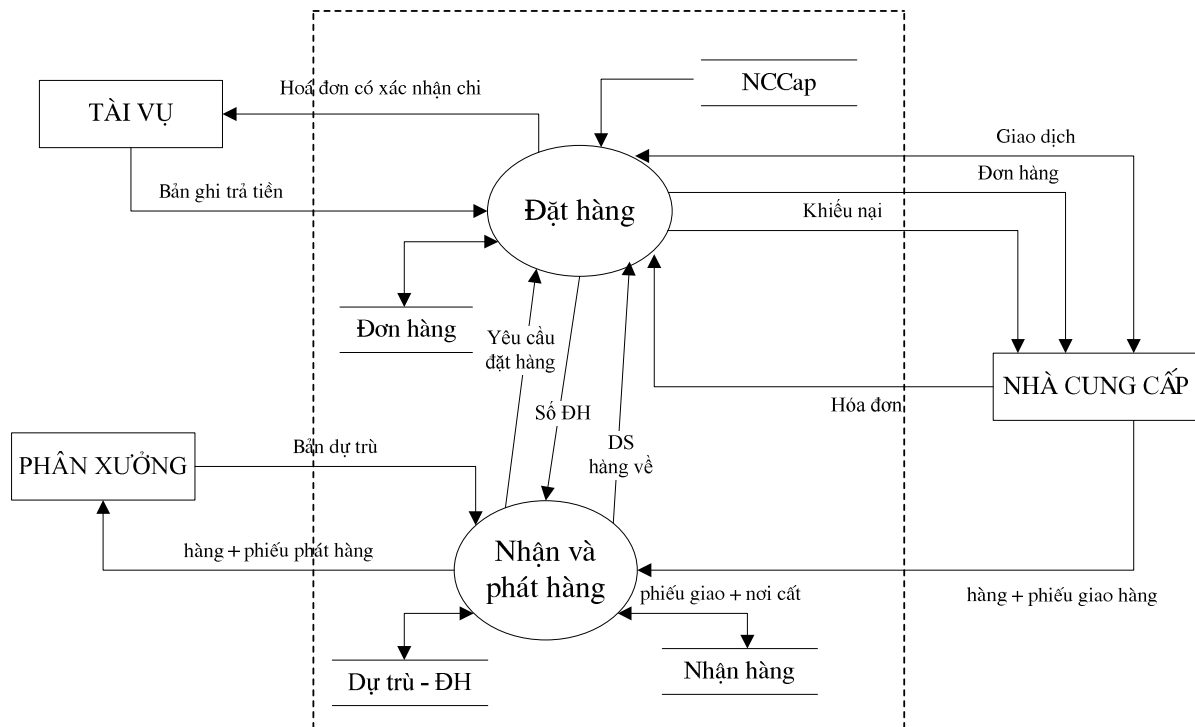 NCCap
Hoá đơn có xác nhận chi
TÀI VỤ
Giao dịch
Đơn hàng
Bản ghi trả tiền
Đặt hàng
Khiếu nại
Đơn hàng
Yêu cầu
đặt hàng
NHÀ CUNG CẤP
Hóa đơn
Số ĐH
DS
hàng về
Bản dự trù
PHÂN XƯỞNG
hàng + phiếu phát hàng
Nhận và
phát hàng
phiếu giao + nơi cất
hàng + phiếu giao hàng
Dự trù - ĐH
Nhận hàng